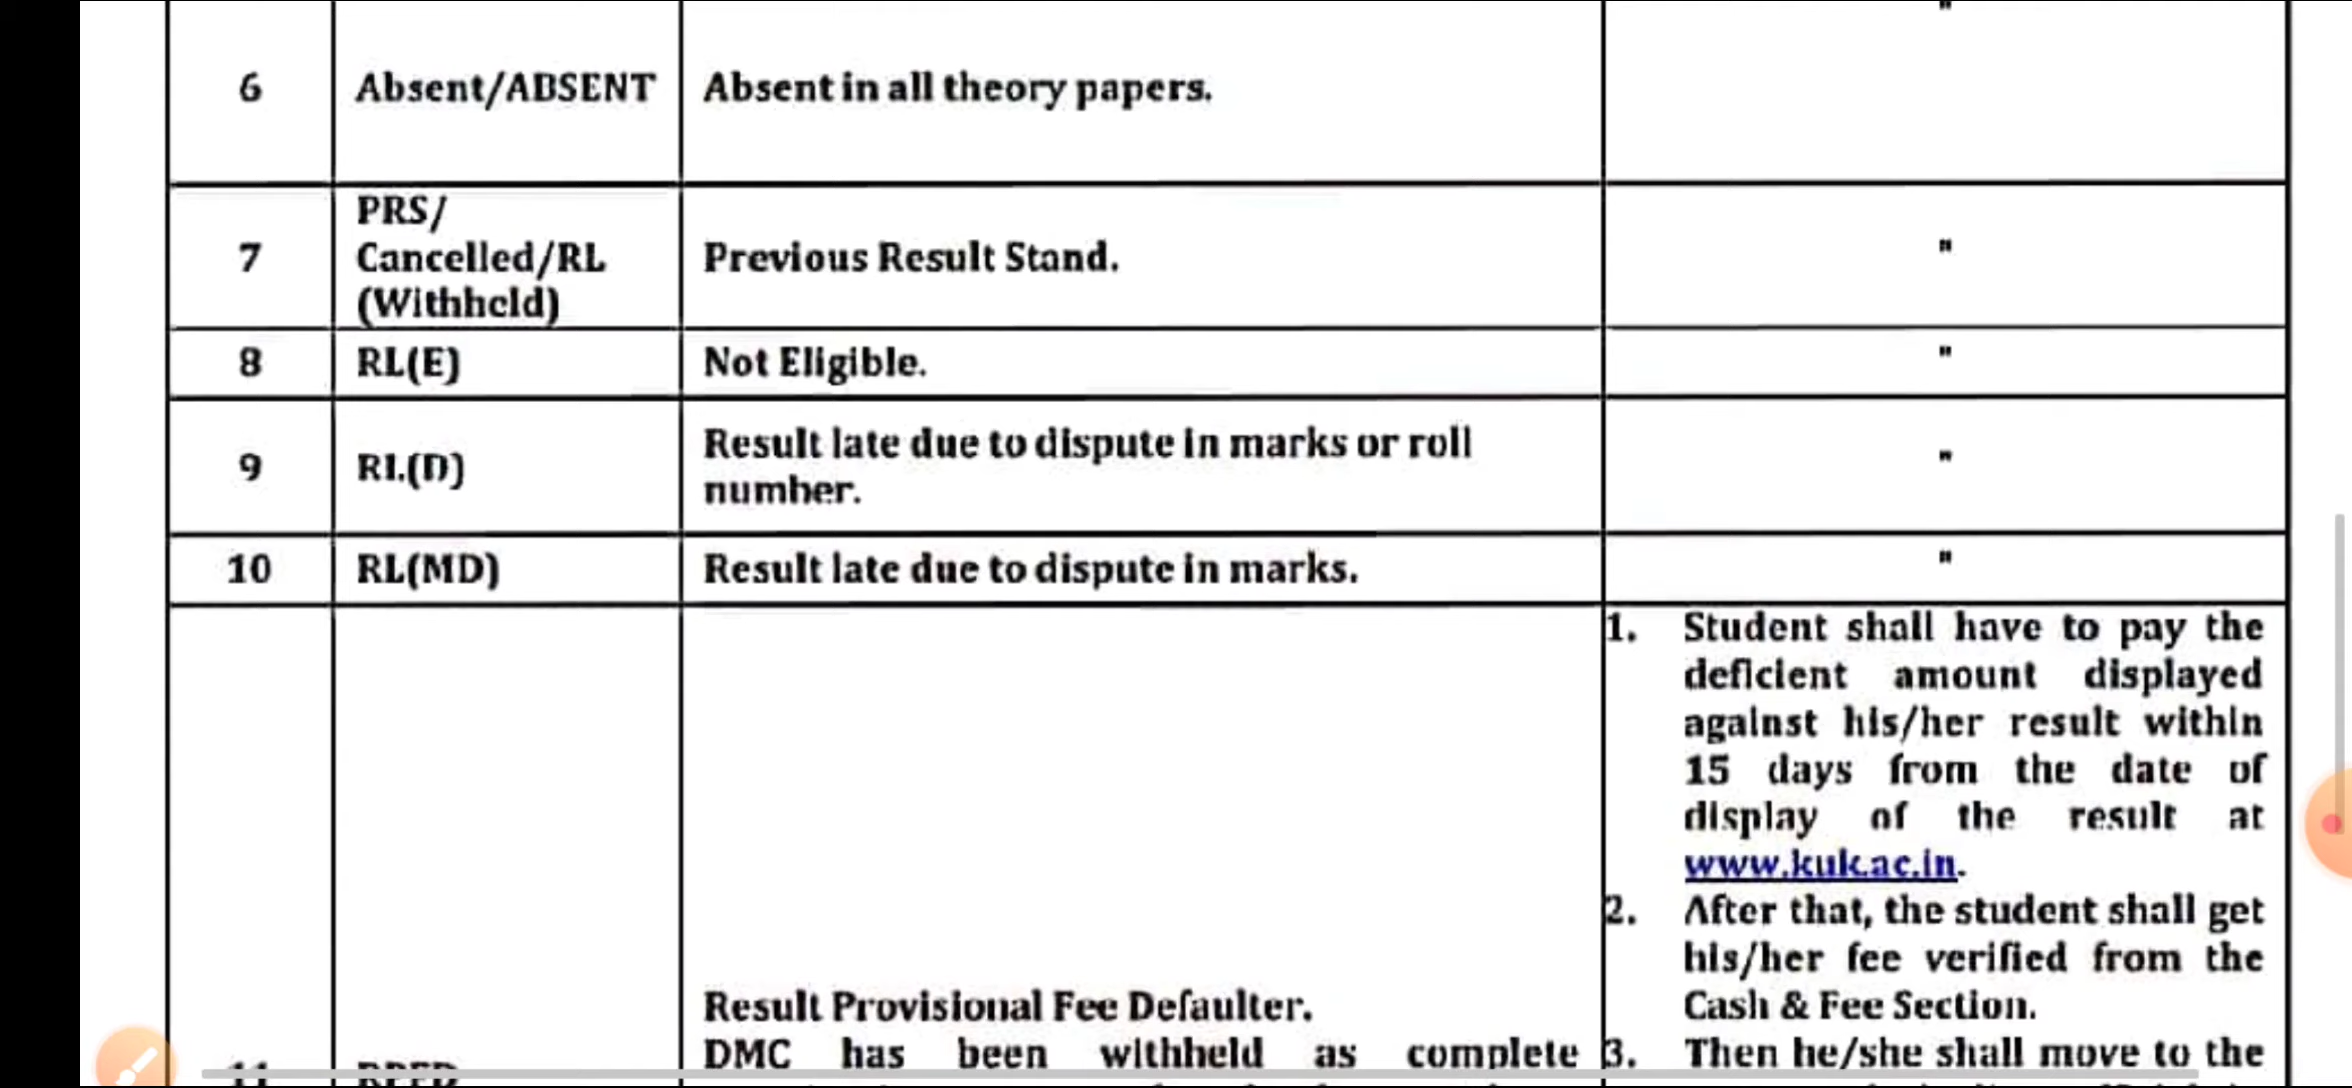 "
6 Absent/ABSENT Absent in all theory papers.
PRS/
7 Cancelled/RL Previous Result Stand. "
(Withheld)
8 RL(E) Not Eligible. "
Result late due to dispute in marks or roll
9 RL(D) "
number.
10 RL(MD) Result late due to dispute in marks. "
1. Student shall have to pay the
deficient amount displayed
against his/her result within
15 days from the date of
display of the result at
www.kuk.ac.in.
2. After that, the student shall get
his/her fee verified from the
Cash & Fee Section.
Result Provisional Fee Defaulter.
DMC has been withheld as complete
3. Then he/she shall move to the
11 RPFD